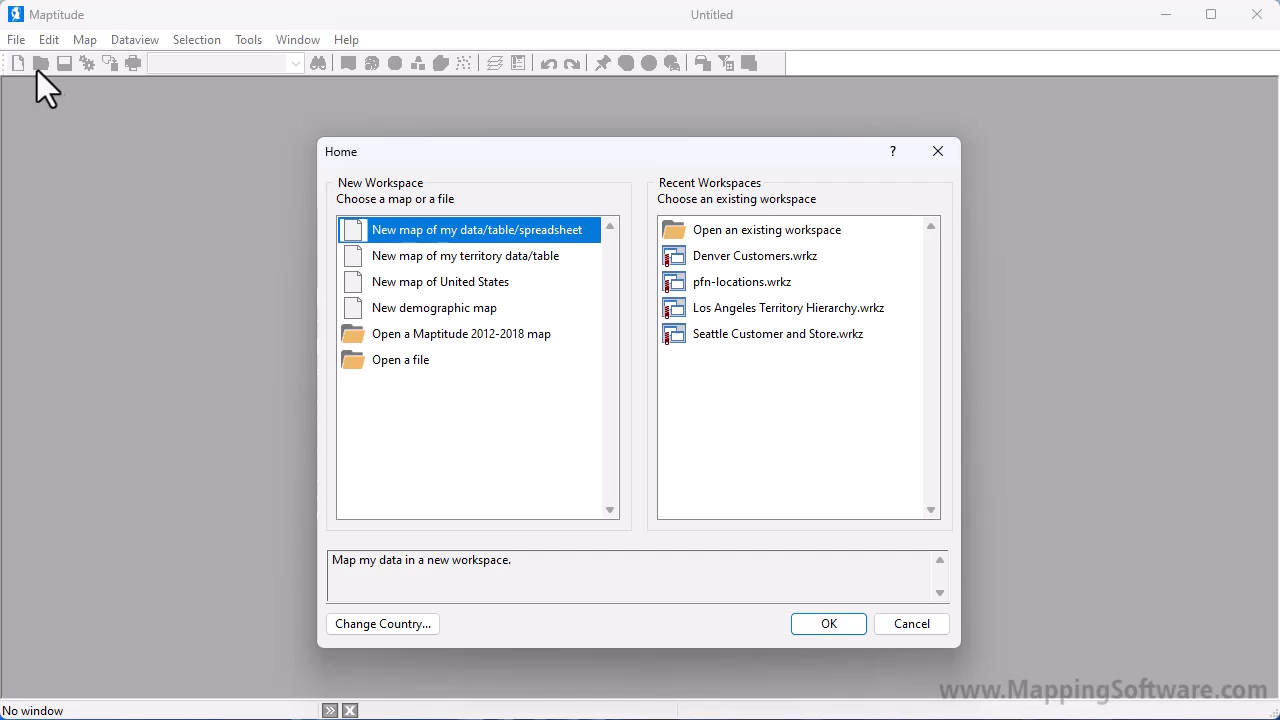 Maptitude
Untitled
File Edit Map Dataview Selection Tools Window Help
Home
?
New Workspace
Choose a map or a file
New map of my data/table/spreadsheet
New map of my territory data/table
New map of United States
New demographic map
Open a Maptitude 2012-2018 map
Open a file
Recent Workspaces
Choose an existing workspace
Open an existing workspace
Denver Customers.wrkz
pfn-locations.wrkz
Los Angeles Territory Hierarchy.wrkz
Seattle Customer and Store.wrkz
Map my data in a new workspace.
Change Country...
OK
Cancel
www.MappingSoftware.com
No window